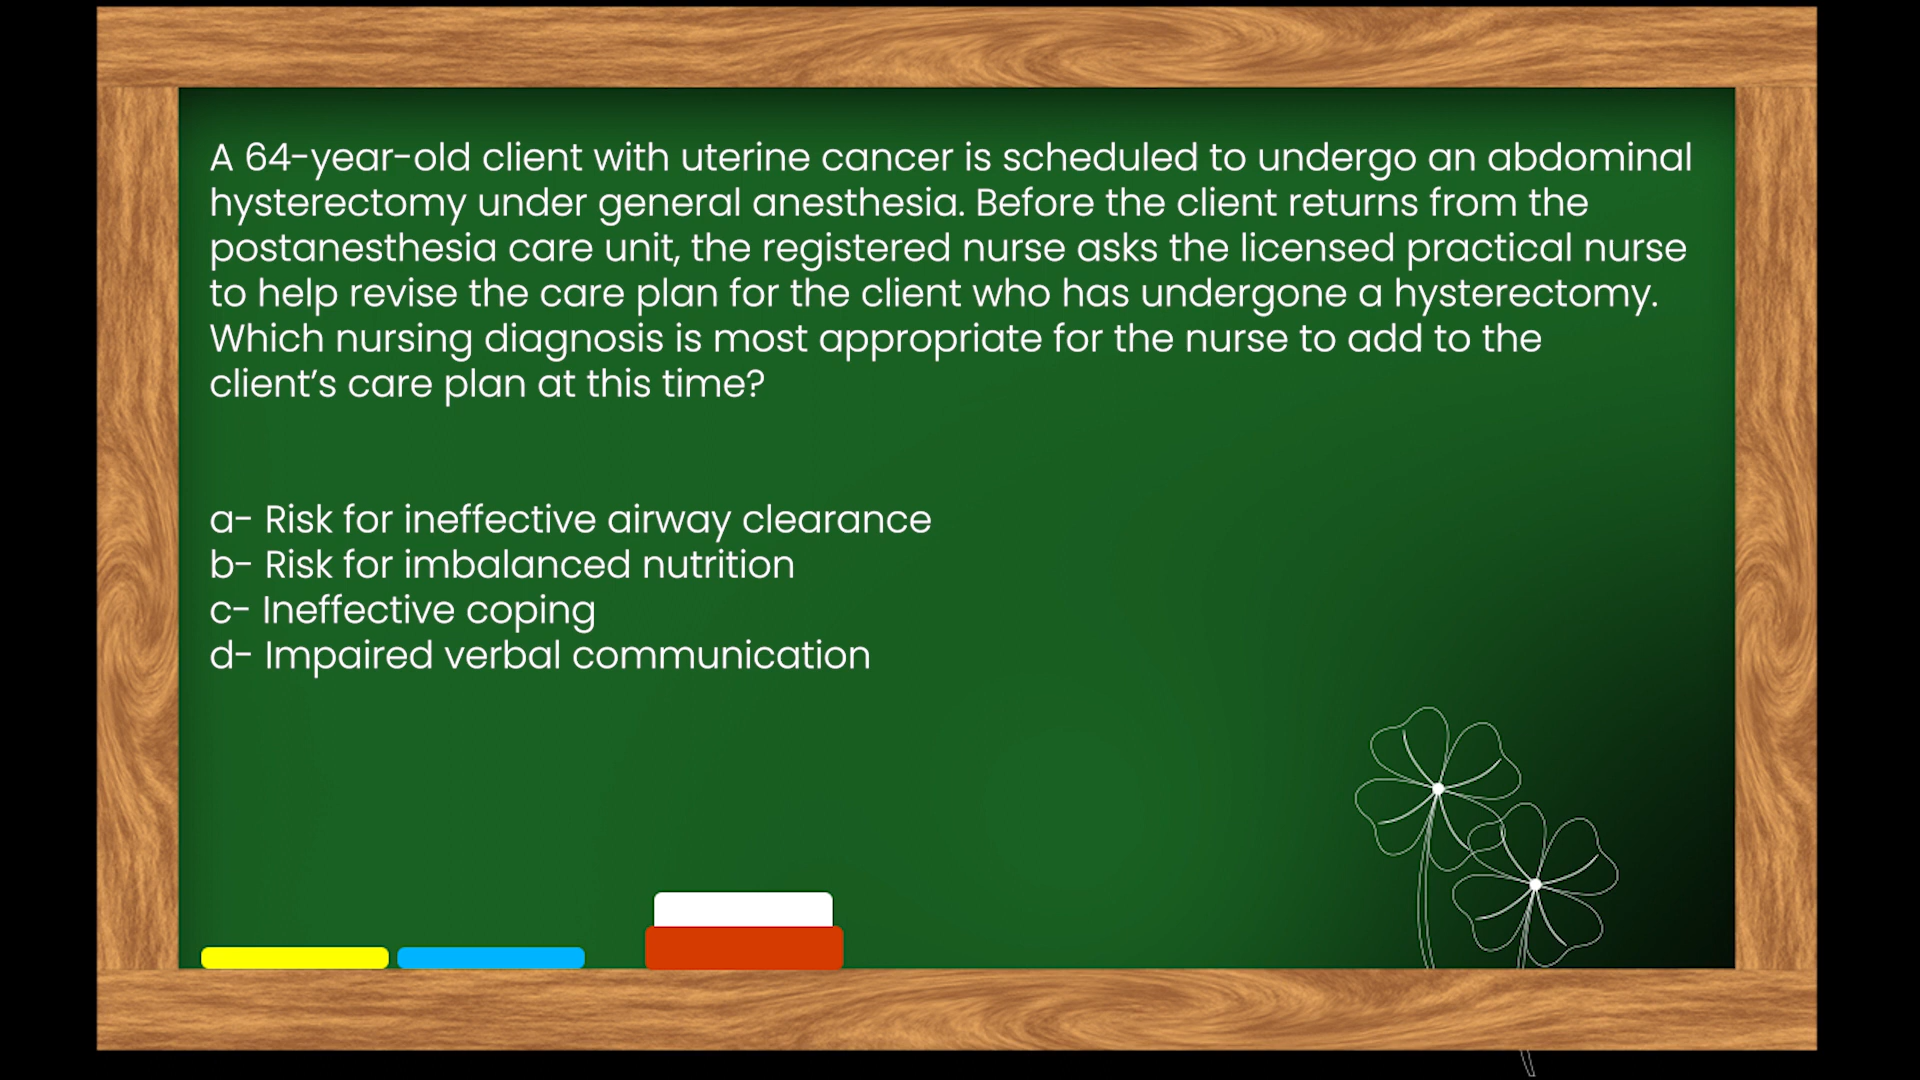 A 64-year-old client with uterine cancer is scheduled to undergo an abdominal
hysterectomy under general anesthesia. Before the client returns from the
postanesthesia care unit, the registered nurse asks the licensed practical nurse
to help revise the care plan for the client who has undergone a hysterectomy.
Which nursing diagnosis is most appropriate for the nurse to add to the
client’s care plan at this time?
a- Risk for ineffective airway clearance
b- Risk for imbalanced nutrition
c- Ineffective coping
d- Impaired verbal communication